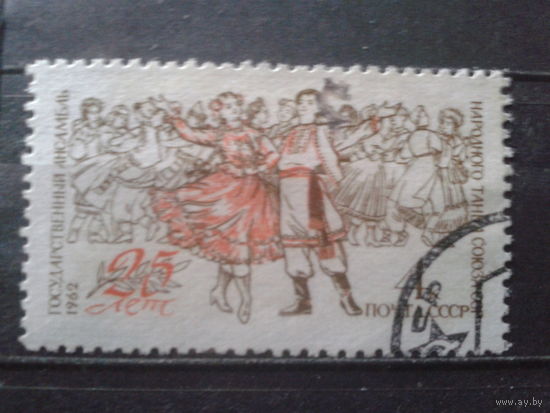 ГОСУДАРСТВЕННЫЙ АНСАМБЛЬ
1962
25
лет
НАРОДНОГО ТАНЦА СОЮЗА ССР
ПОЧТА СССР
www.ay.by